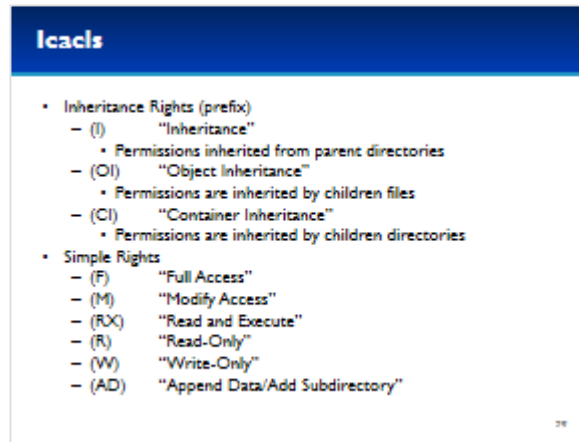 Icacls
• Inheritance Rights (prefix)
– (I) “Inheritance”
• Permissions inherited from parent directories
– (OI) “Object Inheritance”
• Permissions are inherited by children files
– (CI) “Container Inheritance”
• Permissions are inherited by children directories
• Simple Rights
– (F) “Full Access”
– (M) “Modify Access”
– (RX) “Read and Execute”
– (R) “Read-Only”
– (W) “Write-Only”
– (AD) “Append Data/Add Subdirectory”